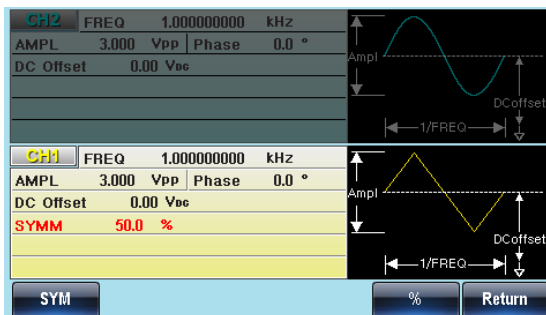 CH2 FREQ 1.000000000 kHz
AMPL 3.000 Vpp Phase 0.0 °
DC Offset 0.00 VDC
Ampl
DCoffset
1/FREQ
CH1 FREQ 1.000000000 kHz
AMPL 3.000 Vpp Phase 0.0 °
DC Offset 0.00 VDC
SYMM 50.0 %
Ampl
DCoffset
1/FREQ
SYM % Return